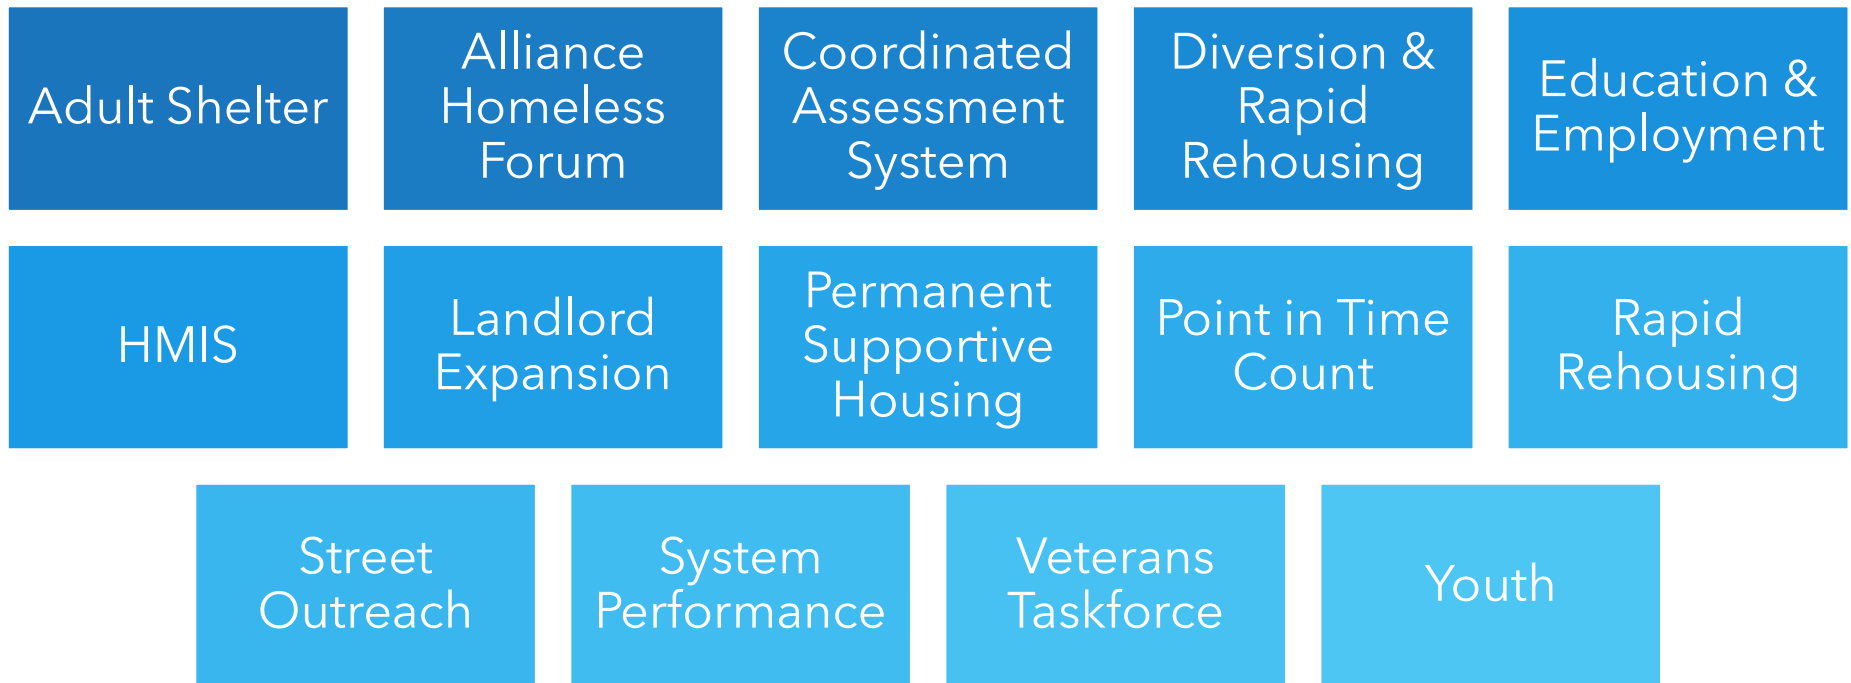 Adult Shelter
Alliance
Homeless
Forum
Coordinated
Assessment
System
Diversion &
Rapid
Rehousing
Education &
Employment
HMIS
Landlord
Expansion
Permanent
Supportive
Housing
Point in Time
Count
Rapid
Rehousing
Street
Outreach
System
Performance
Veterans
Taskforce
Youth